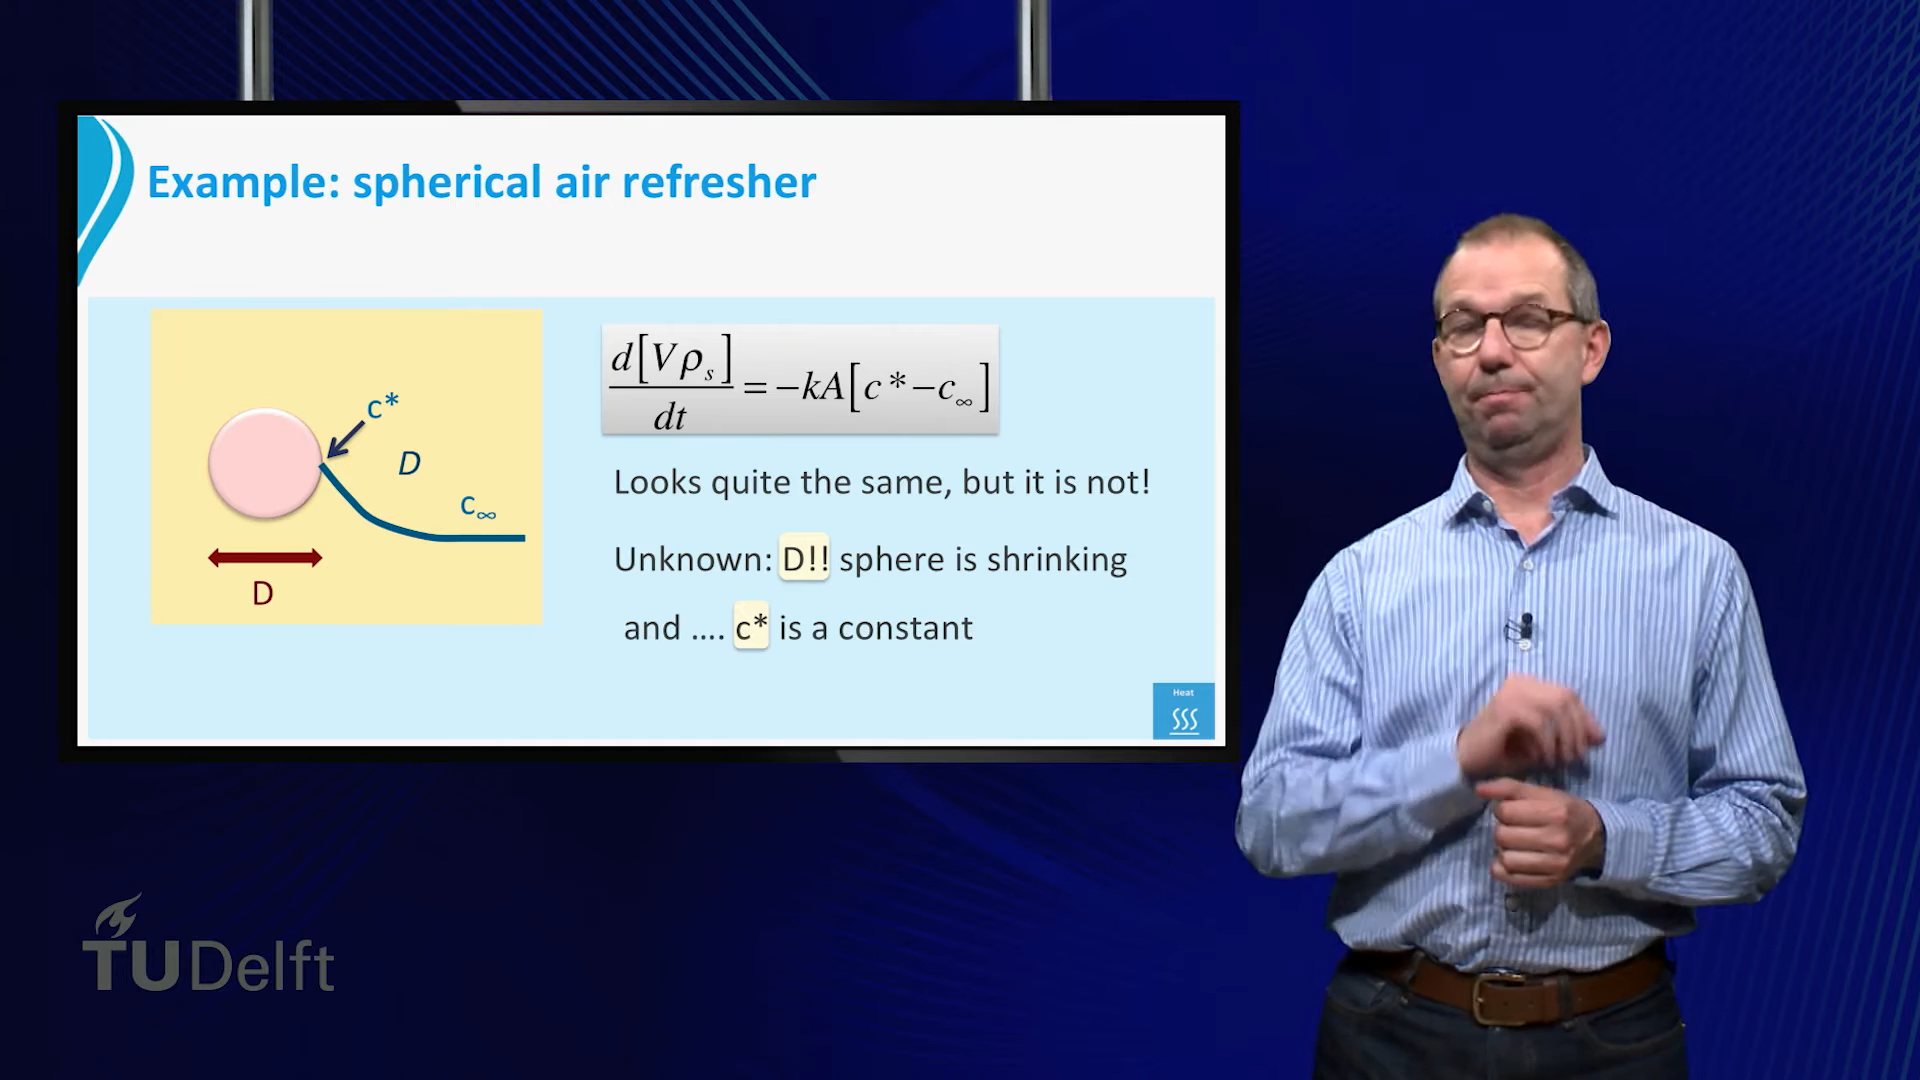 Example: spherical air refresher
c*
D
c∞
D
d[Vρs]/dt = −kA[c*−c∞]
Looks quite the same, but it is not!
Unknown: D!! sphere is shrinking
and .... c* is a constant
Heat
TUDelft